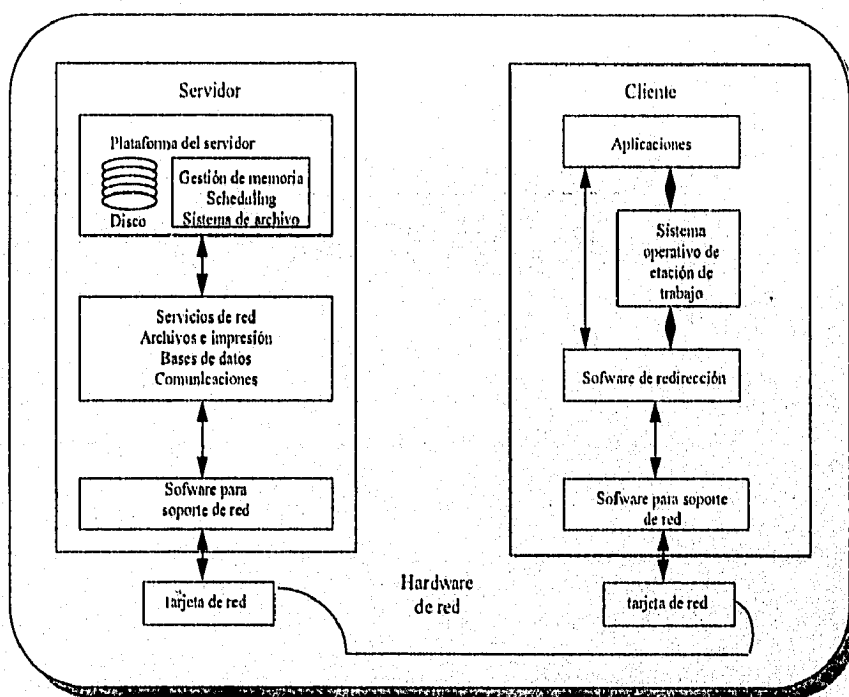 Servidor
Plataforma del servidor
Disco
Gestión de memoria
Scheduling
Sistema de archivo
Servicios de red
Archivos e impresión
Bases de datos
Comunicaciones
Sofware para
soporte de red
tarjeta de red
Cliente
Aplicaciones
Sistema
operativo de
etación de
trabajo
Sofware de redirección
Sofware para soporte
de red
tarjeta de red
Hardware
de red